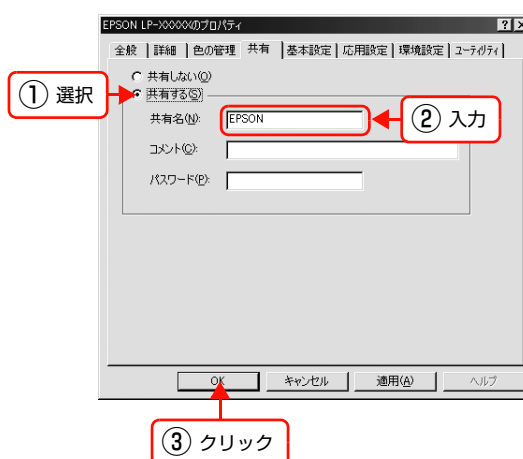 EPSON LP-XXXXXのプロパティ
全般 詳細 色の管理 共有 基本設定 応用設定 環境設定 ユーティリティ
共有しない(O)
① 選択
共有する(S)
共有名(N): EPSON
② 入力
コメント(C):
パスワード(P):
OK キャンセル 適用(A) ヘルプ
③ クリック